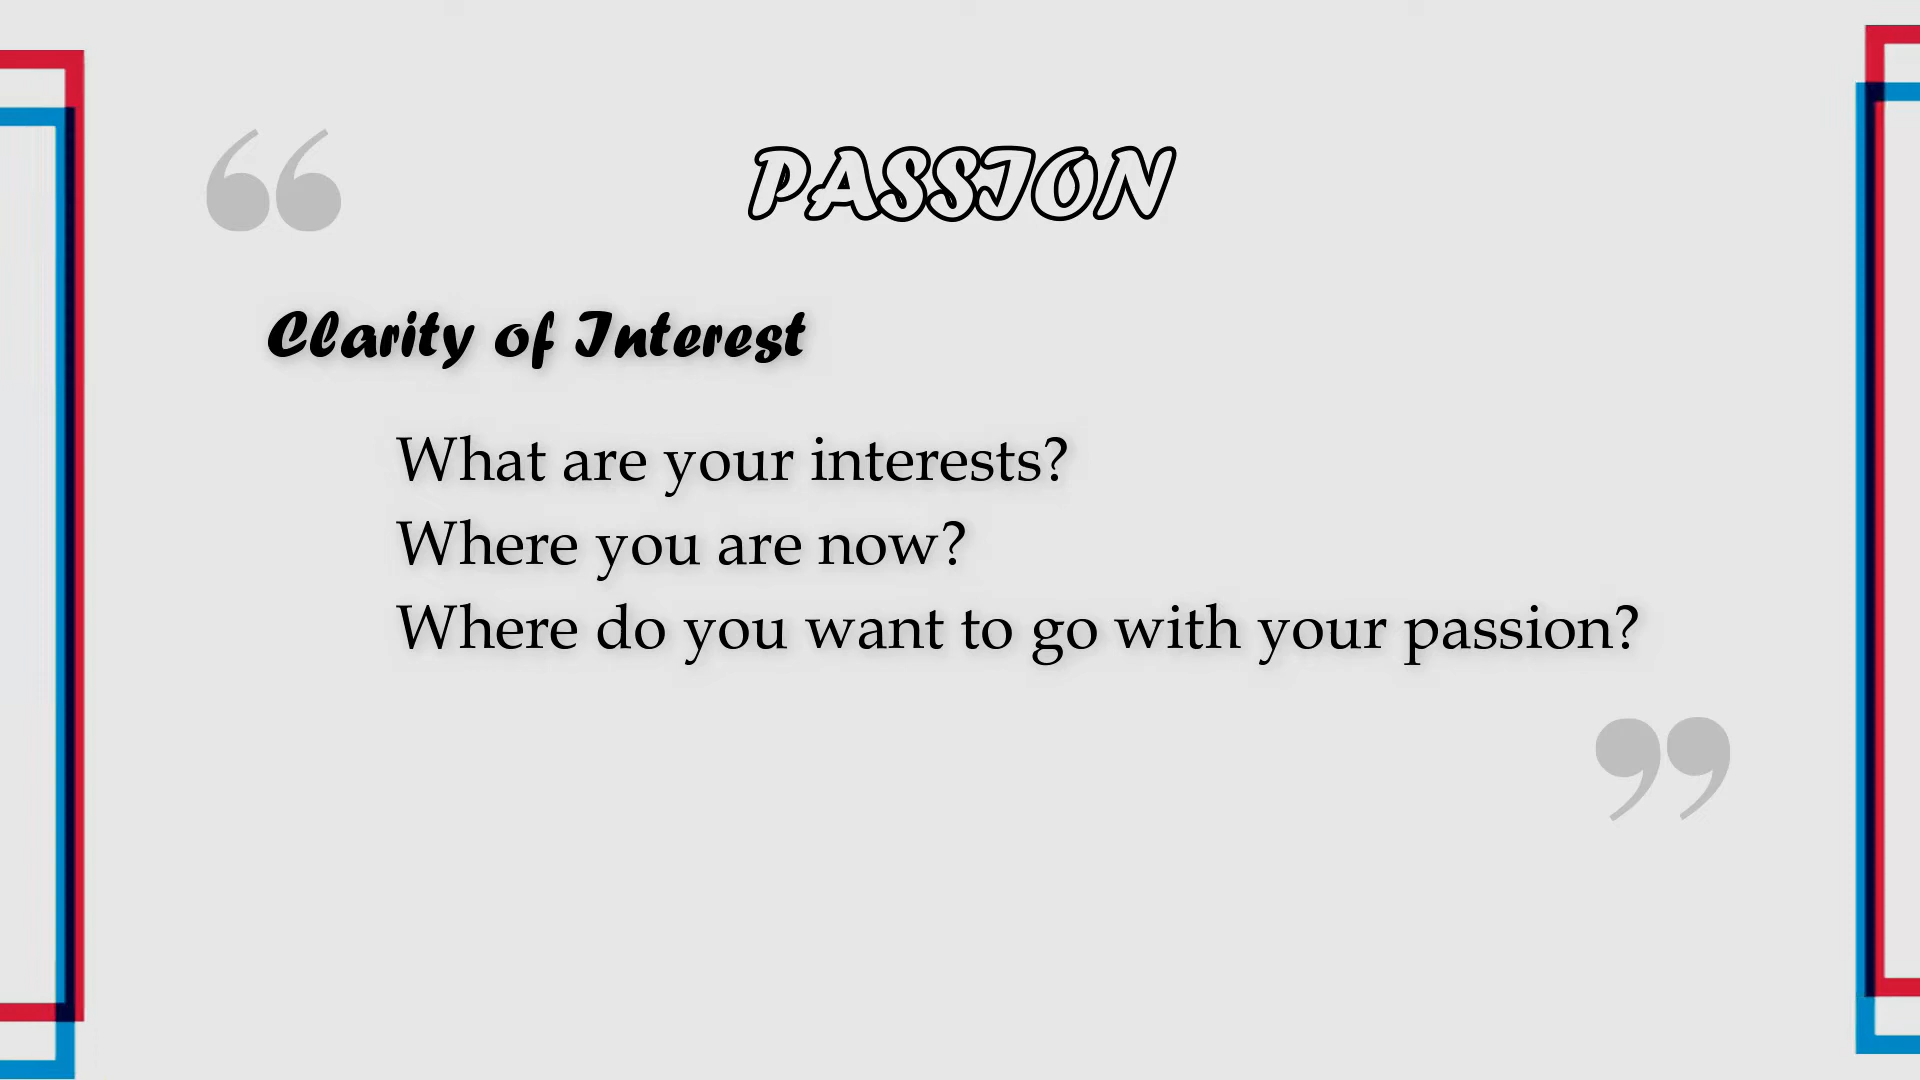 PASSION
Clarity of Interest
What are your interests?
Where you are now?
Where do you want to go with your passion?